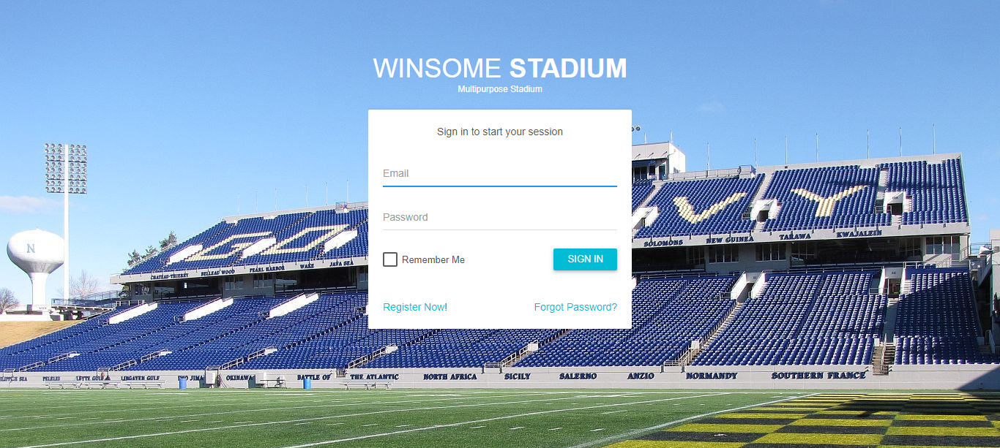 WINSOME STADIUM
Multipurpose Stadium
Sign in to start your session
Email
Password
Remember Me
SIGN IN
Register Now!
Forgot Password?
N
GO
VY
SOLOMONS NEW GUINEA TARAWA KWAJALEIN
CHATEAU-THIERRY BELLEAU WOOD PEARL HARBOR WAKE JAVA SEA
SEA PELELIU LEYTE GULF LINGAYEN GULF IWO JIMA OKINAWA BATTLE OF THE ATLANTIC NORTH AFRICA SICILY SALERNO ANZIO NORMANDY SOUTHERN FRANCE